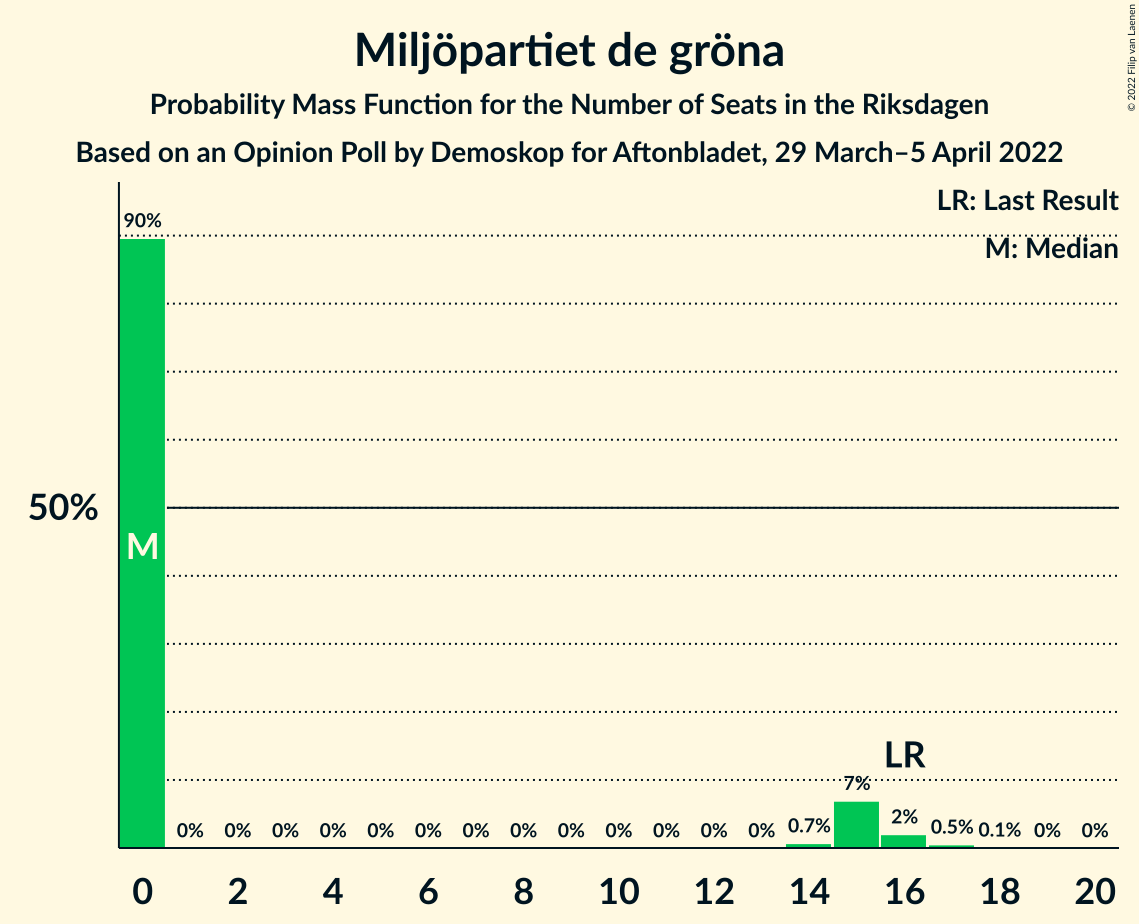 Miljöpartiet de gröna
Probability Mass Function for the Number of Seats in the Riksdagen
Based on an Opinion Poll by Demoskop for Aftonbladet, 29 March–5 April 2022
© 2022 Filip van Laenen
LR: Last Result
M: Median
90%
50%
M
LR
0% 0% 0% 0% 0% 0% 0% 0% 0% 0% 0% 0% 0% 0.7% 7% 2% 0.5% 0.1% 0% 0%
0 2 4 6 8 10 12 14 16 18 20